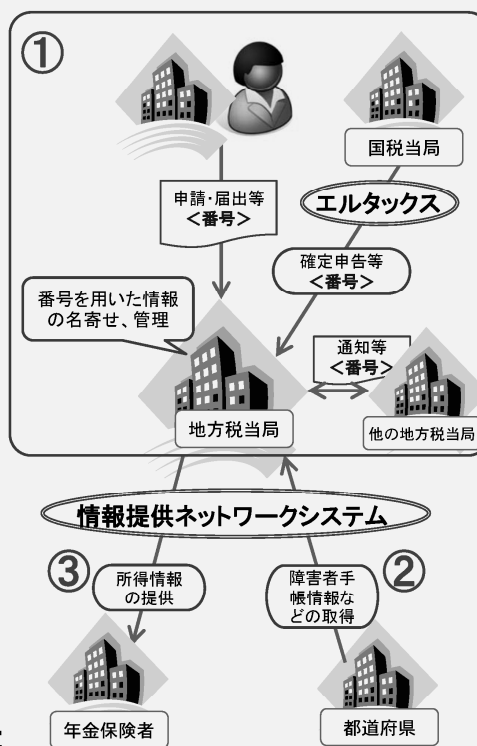 ①
国税当局
申請・届出等
<番号>
エルタックス
確定申告等
<番号>
番号を用いた情報
の名寄せ、管理
通知等
<番号>
地方税当局
他の地方税当局
情報提供ネットワークシステム
③
所得情報
の提供
障害者手
帳情報な
どの取得
②
年金保険者
都道府県